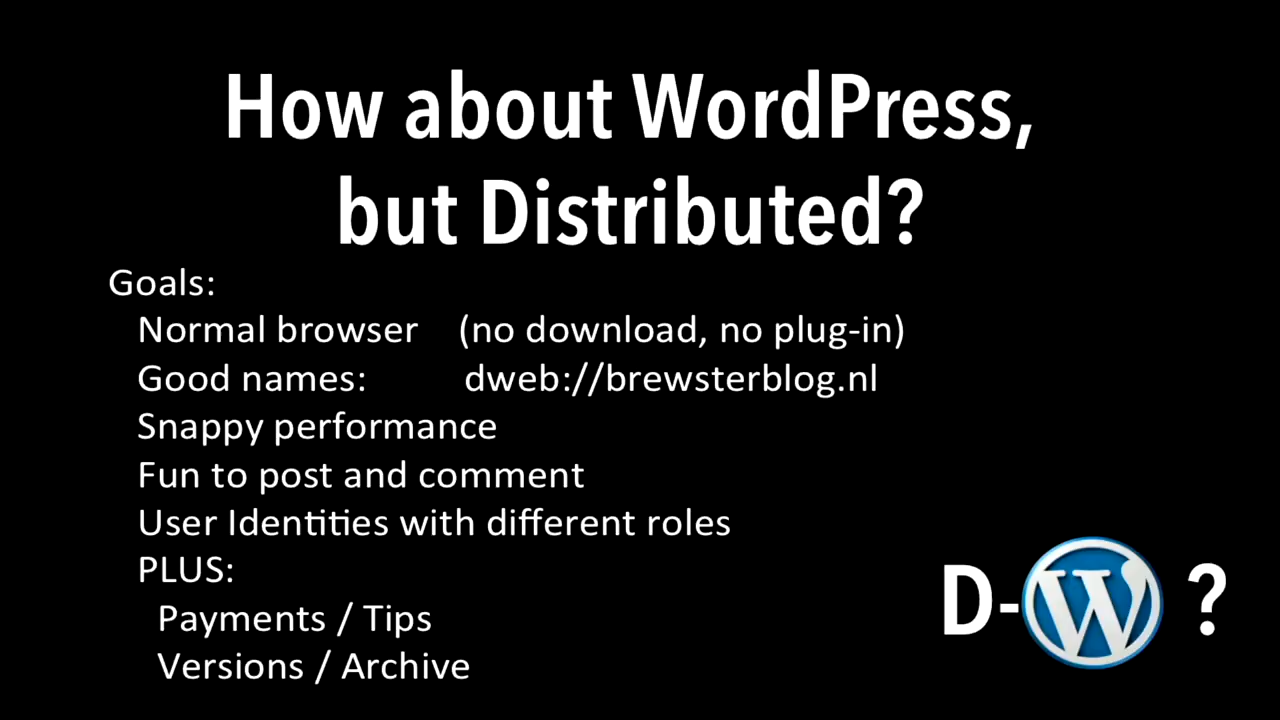 How about WordPress,
but Distributed?
Goals:
Normal browser (no download, no plug-in)
Good names: dweb://brewsterblog.nl
Snappy performance
Fun to post and comment
User Identities with different roles
PLUS:
Payments / Tips
Versions / Archive
D-W ?